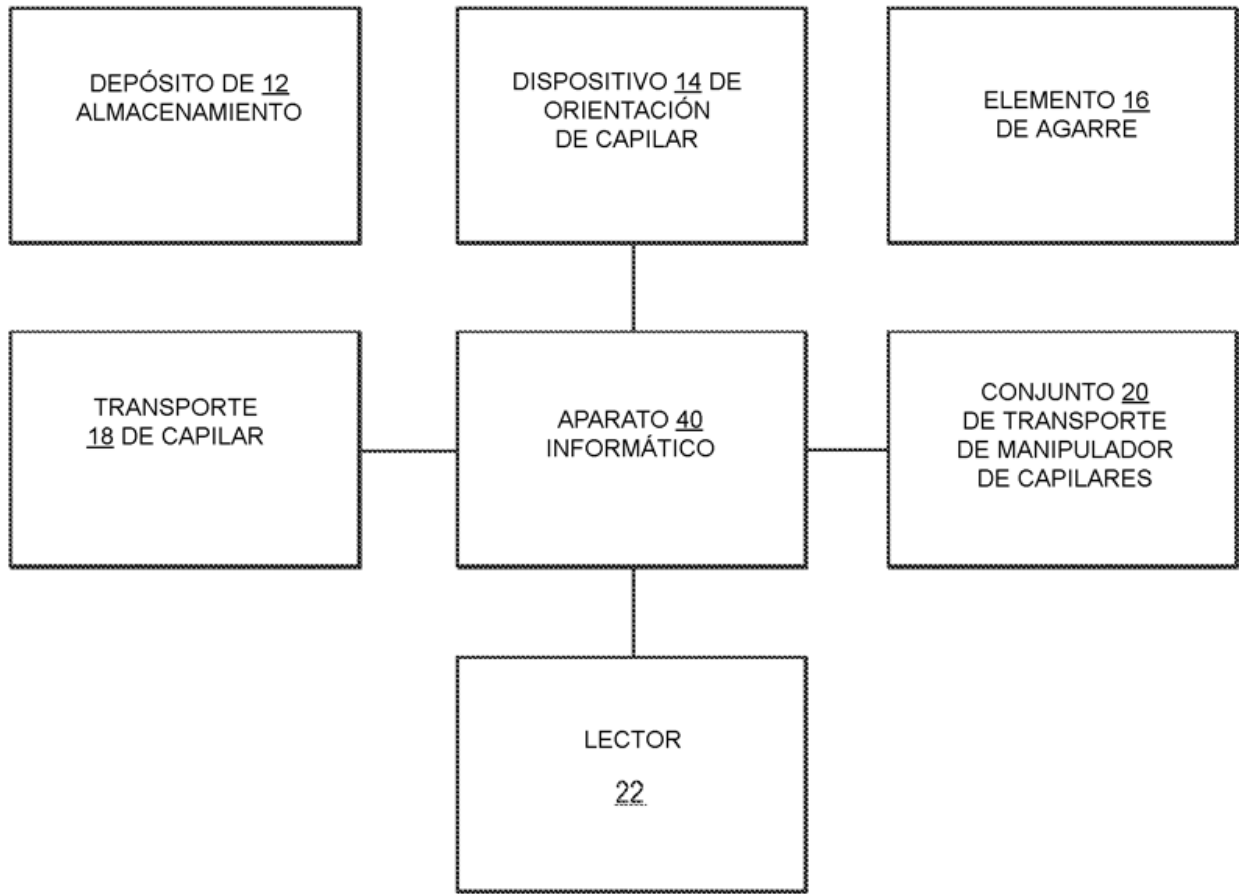 DEPÓSITO DE 12
ALMACENAMIENTO
DISPOSITIVO 14 DE
ORIENTACIÓN
DE CAPILAR
ELEMENTO 16
DE AGARRE
TRANSPORTE
18 DE CAPILAR
APARATO 40
INFORMÁTICO
CONJUNTO 20
DE TRANSPORTE
DE MANIPULADOR
DE CAPILARES
LECTOR
22